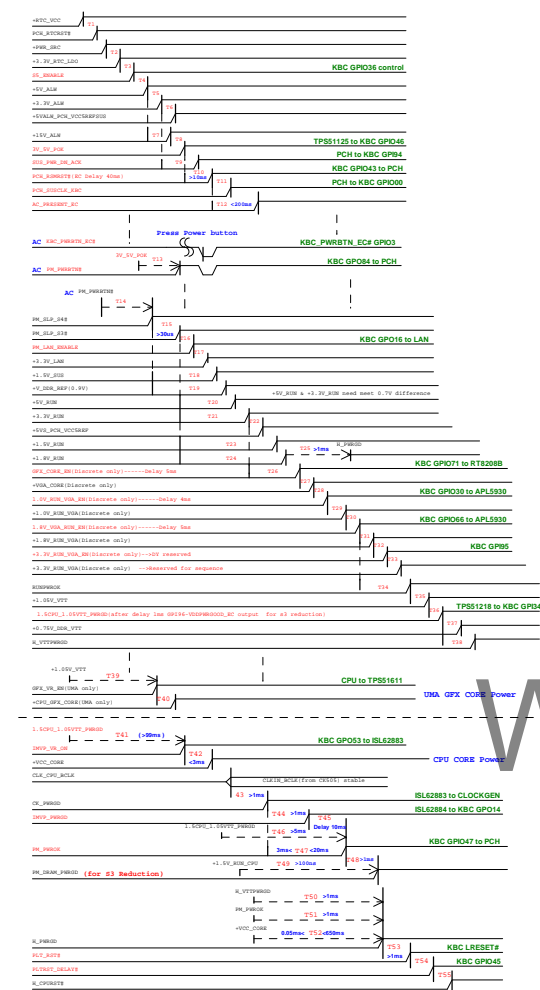 +RTC_VCC
T1
PCH_RTCRST#
+PWR_SRC
T2
+3.3V_RTC_LDO
T3
KBC GPIO36 control
S5_ENABLE
T4
+5V_ALW
T5
+3.3V_ALW
T6
+5VALW_PCH_VCC5REFSUS
+15V_ALW
T7
T8
TPS51125 to KBC GPIO46
3V_5V_POK
PCH to KBC GPI94
SUS_PWR_DN_ACK
T9
T10
KBC GPIO43 to PCH
PCH_RSMRST#(EC Delay 40ms)
>10ms
T11
PCH to KBC GPIO00
PCH_SUSCLK_KBC
AC_PRESENT_EC
T12 <200ms
Press Power button
AC KBC_PWRBTN_EC#
KBC_PWRBTN_EC# GPIO3
3V_5V_POK
T13
KBC GPO84 to PCH
AC PM_PWRBTN#
AC PM_PWRBTN#
T14
PM_SLP_S4#
T15
PM_SLP_S3#
>30us
T16
KBC GPO16 to LAN
PM_LAN_ENABLE
T17
+3.3V_LAN
+1.5V_SUS
T18
+V_DDR_REF(0.9V)
T19
+5V_RUN & +3.3V_RUN need meet 0.7V difference
+5V_RUN
T20
+3.3V_RUN
T21
T22
+5VS_PCH_VCC5REF
+1.5V_RUN
T23
T25 >1ms
H_PWRGD
+1.8V_RUN
T24
KBC GPIO71 to RT8208B
GFX_CORE_EN(Discrete only)------Delay 5ms
T26
+VGA_CORE(Discrete only)
T27
KBC GPIO30 to APL5930
1.0V_RUN_VGA_EN(Discrete only)------Delay 4ms
T28
+1.0V_RUN_VGA(Discrete only)
T29
KBC GPIO66 to APL5930
1.8V_VGA_RUN_EN(Discrete only)-----Delay 5ms
T30
+1.8V_RUN_VGA(Discrete only)
T31
KBC GPI95
+3.3V_RUN_VGA_EN(Discrete only)-->DY reserved
T32
+3.3V_RUN_VGA(Discrete only) -->Reserved for sequence
T33
RUNPWROK
T34
+1.05V_VTT
T35
TPS51218 to KBC GPI34
1.5CPU_1.05VTT_PWRGD(after delay 1ms GPI96-VDDPWRGOOD_EC output for s3 reduction)
T36
+0.75V_DDR_VTT
T37
H_VTTPWRGD
T38
+1.05V_VTT
T39
CPU to TPS51611
GFX_VR_EN(UMA only)
UMA GFX CORE Power
+CPU_GFX_CORE(UMA only)
T40
1.5CPU_1.05VTT_PWRGD
T41 (>99ms)
KBC GPO53 to ISL62883
IMVP_VR_ON
T42
+VCC_CORE
<3ms
CPU CORE Power
CLK_CPU_BCLK
CLKIN_BCLK(from CK505) stable
43 >1ms
ISL62883 to CLOCKGEN
CK_PWRGD
T44 >1ms
ISL62884 to KBC GPO14
IMVP_PWRGD
T45
1.5CPU_1.05VTT_PWRGD
Delay 10ms
T46 >5ms
KBC GPIO47 to PCH
PM_PWROK
3ms< T47 <20ms
+1.5V_RUN_CPU
T48 >1ms
T49 >100ns
PM_DRAM_PWRGD (for S3 Reduction)
H_VTTPWRGD
T50 >1ms
PM_PWROK
T51 >1ms
+VCC_CORE
0.05ms< T52 <650ms
H_PWRGD
T53
KBC LRESET#
PLT_RST#
>1ms
T54
KBC GPIO45
PLTRST_DELAY#
T55
H_CPURST#
W